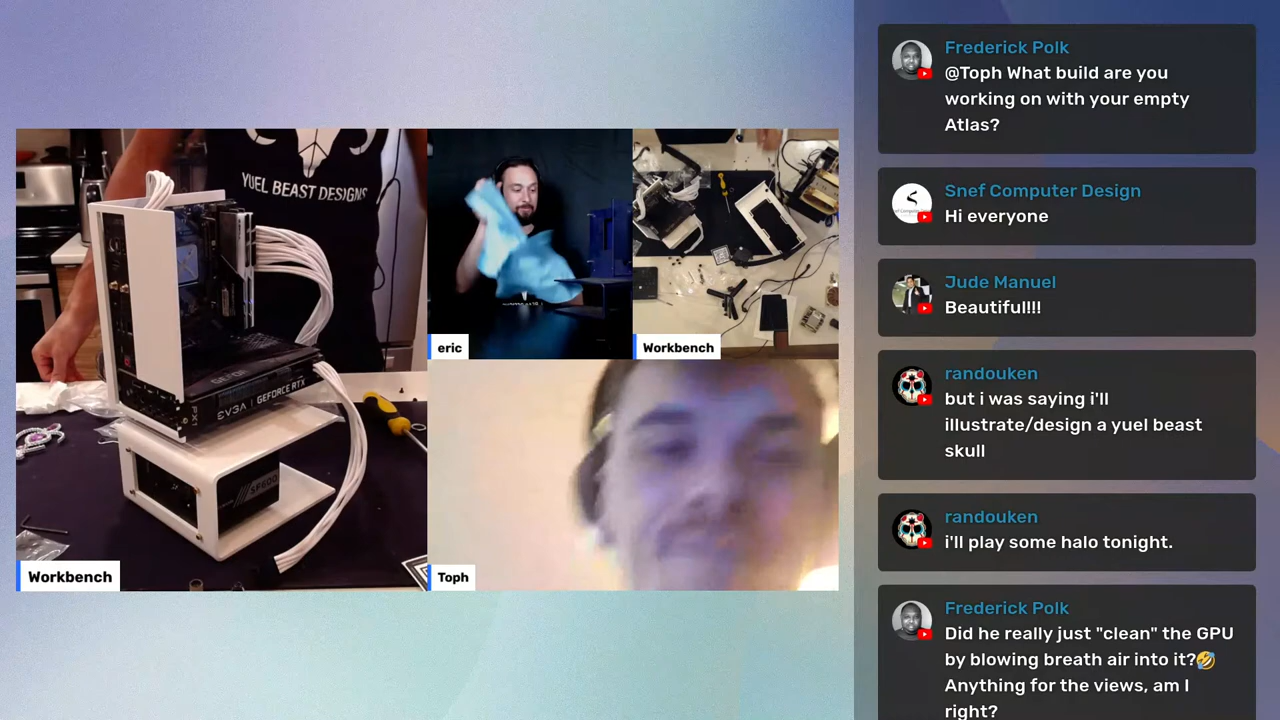 YUEL BEAST DESIGNS
EVGA | GEFORCE RTX
SF600
Workbench
eric
Workbench
Toph
Frederick Polk
@Toph What build are you
working on with your empty
Atlas?
Snef Computer Design
Hi everyone
Jude Manuel
Beautiful!!!
randouken
but i was saying i'll
illustrate/design a yuel beast
skull
randouken
i'll play some halo tonight.
Frederick Polk
Did he really just "clean" the GPU
by blowing breath air into it?🤣
Anything for the views, am I
right?